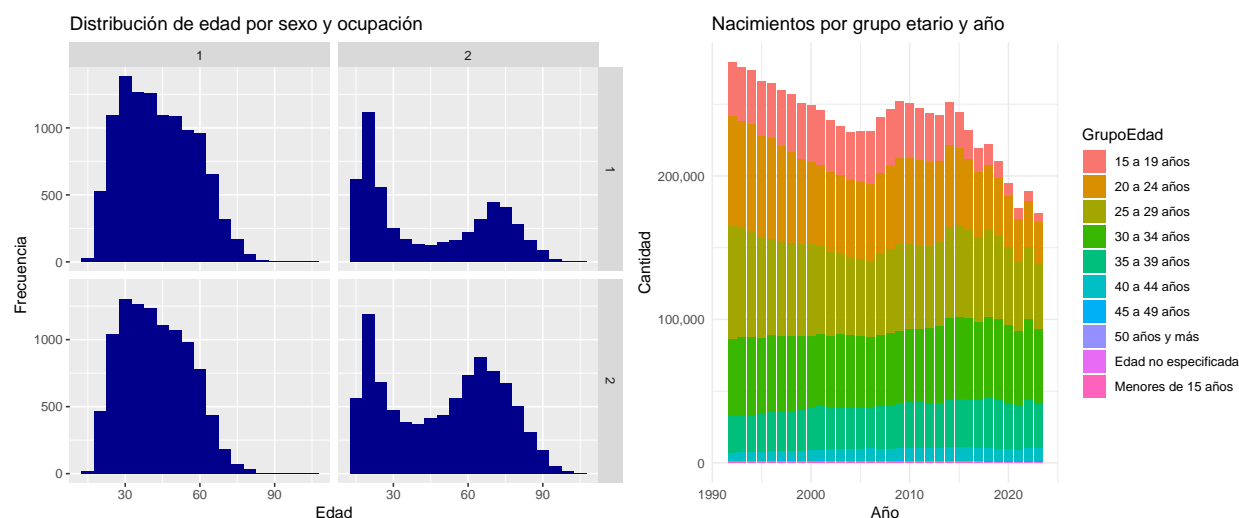 Distribución de edad por sexo y ocupación
1
2
1000
500
0
1
1000
500
0
2
30
60
90
30
60
90
Edad
Frecuencia
Nacimientos por grupo etario y año
200,000
100,000
0
1990
2000
2010
2020
Año
Cantidad
GrupoEdad
15 a 19 años
20 a 24 años
25 a 29 años
30 a 34 años
35 a 39 años
40 a 44 años
45 a 49 años
50 años y más
Edad no especificada
Menores de 15 años